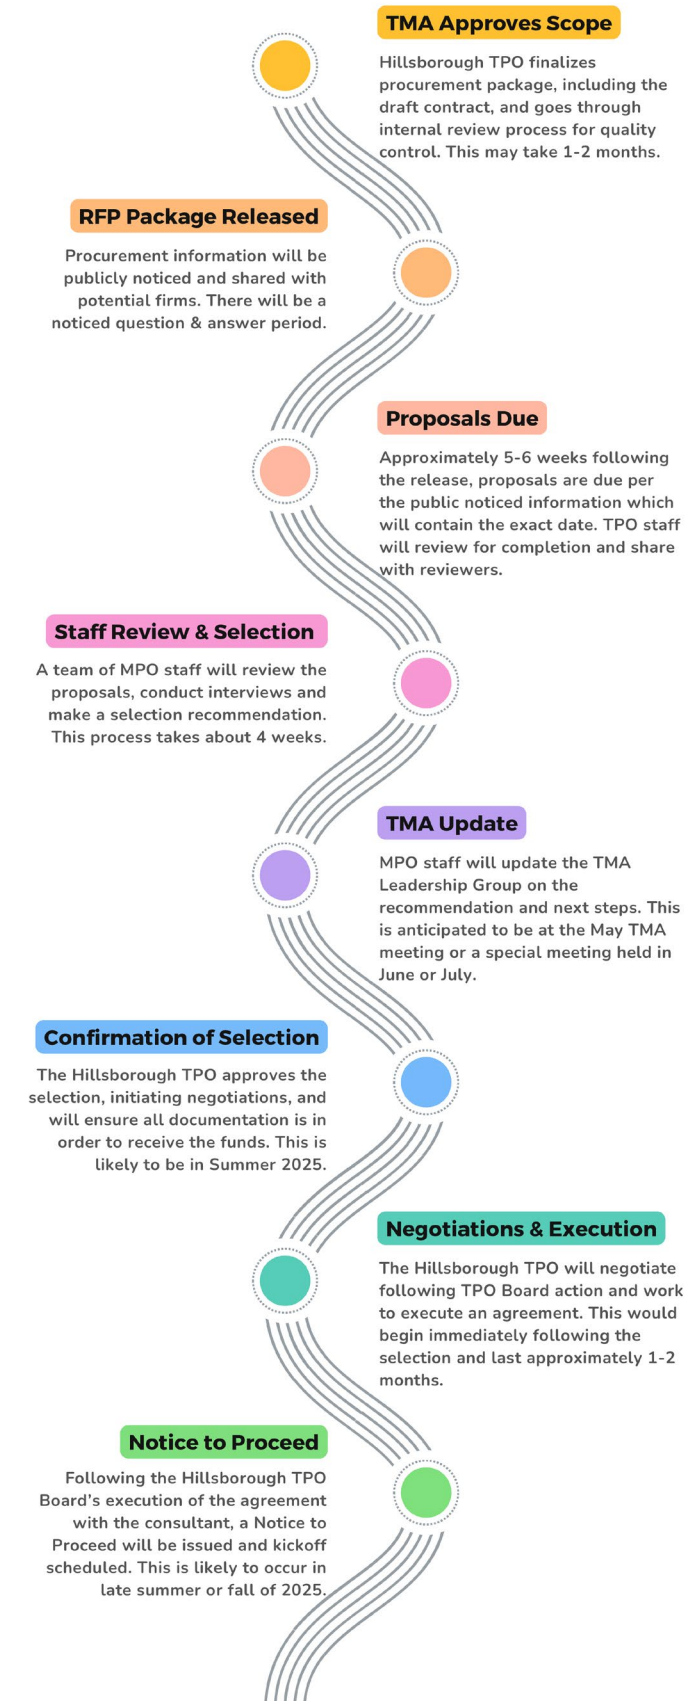 TMA Approves Scope
Hillsborough TPO finalizes
procurement package, including the
draft contract, and goes through
internal review process for quality
control. This may take 1-2 months.
RFP Package Released
Procurement information will be
publicly noticed and shared with
potential firms. There will be a
noticed question & answer period.
Proposals Due
Approximately 5-6 weeks following
the release, proposals are due per
the public noticed information which
will contain the exact date. TPO staff
will review for completion and share
with reviewers.
Staff Review & Selection
A team of MPO staff will review the
proposals, conduct interviews and
make a selection recommendation.
This process takes about 4 weeks.
TMA Update
MPO staff will update the TMA
Leadership Group on the
recommendation and next steps. This
is anticipated to be at the May TMA
meeting or a special meeting held in
June or July.
Confirmation of Selection
The Hillsborough TPO approves the
selection, initiating negotiations, and
will ensure all documentation is in
order to receive the funds. This is
likely to be in Summer 2025.
Negotiations & Execution
The Hillsborough TPO will negotiate
following TPO Board action and work
to execute an agreement. This would
begin immediately following the
selection and last approximately 1-2
months.
Notice to Proceed
Following the Hillsborough TPO
Board's execution of the agreement
with the consultant, a Notice to
Proceed will be issued and kickoff
scheduled. This is likely to occur in
late summer or fall of 2025.